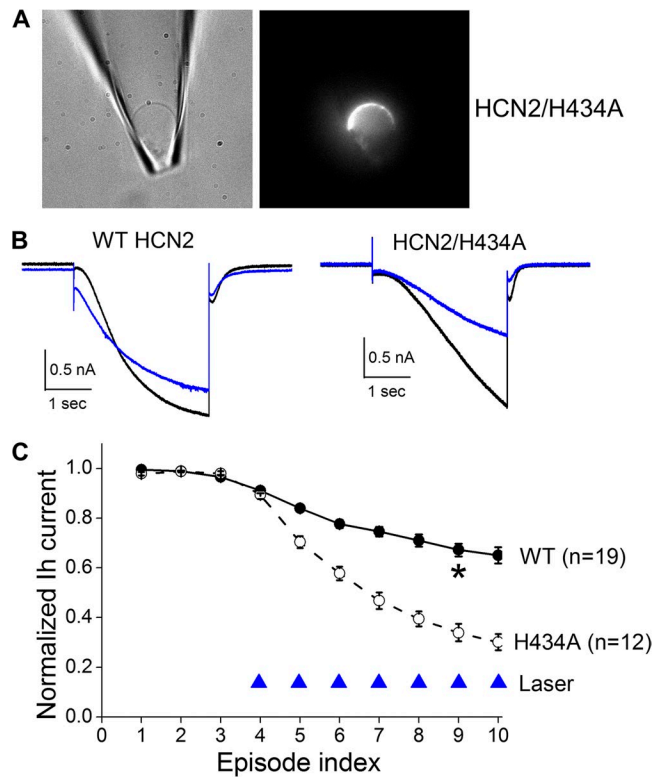 A
HCN2/H434A
B
WT HCN2
HCN2/H434A
0.5 nA
1 sec
0.5 nA
1 sec
C
Normalized Ih current
1.0
0.8
0.6
0.4
0.2
0.0
WT (n=19)
*
H434A (n=12)
Laser
0 1 2 3 4 5 6 7 8 9 10
Episode index